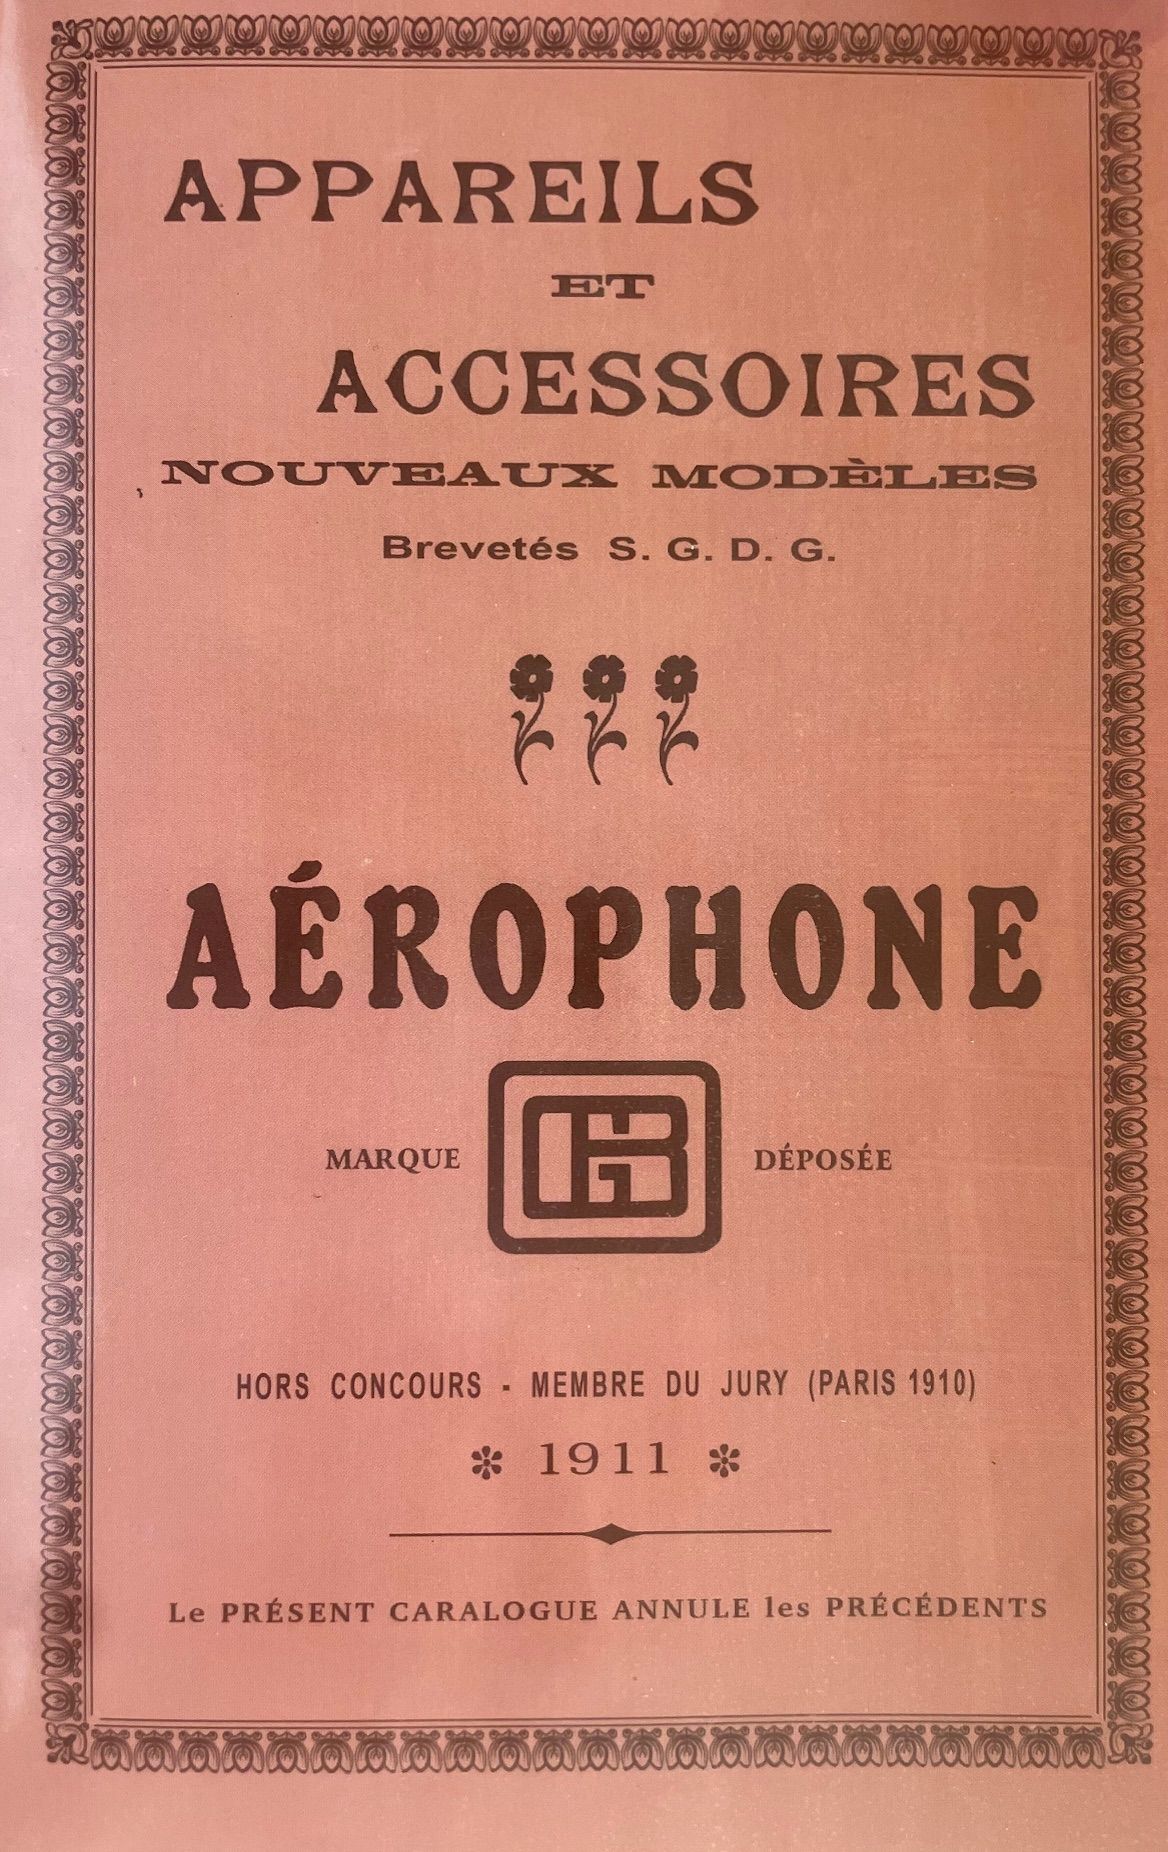 APPAREILS
ET
ACCESSOIRES
NOUVEAUX MODÈLES
Brevetés S. G. D. G.
AÉROPHONE
MARQUE GB DÉPOSÉE
HORS CONCOURS - MEMBRE DU JURY (PARIS 1910)
1911
Le PRÉSENT CARALOGUE ANNULE les PRÉCÉDENTS